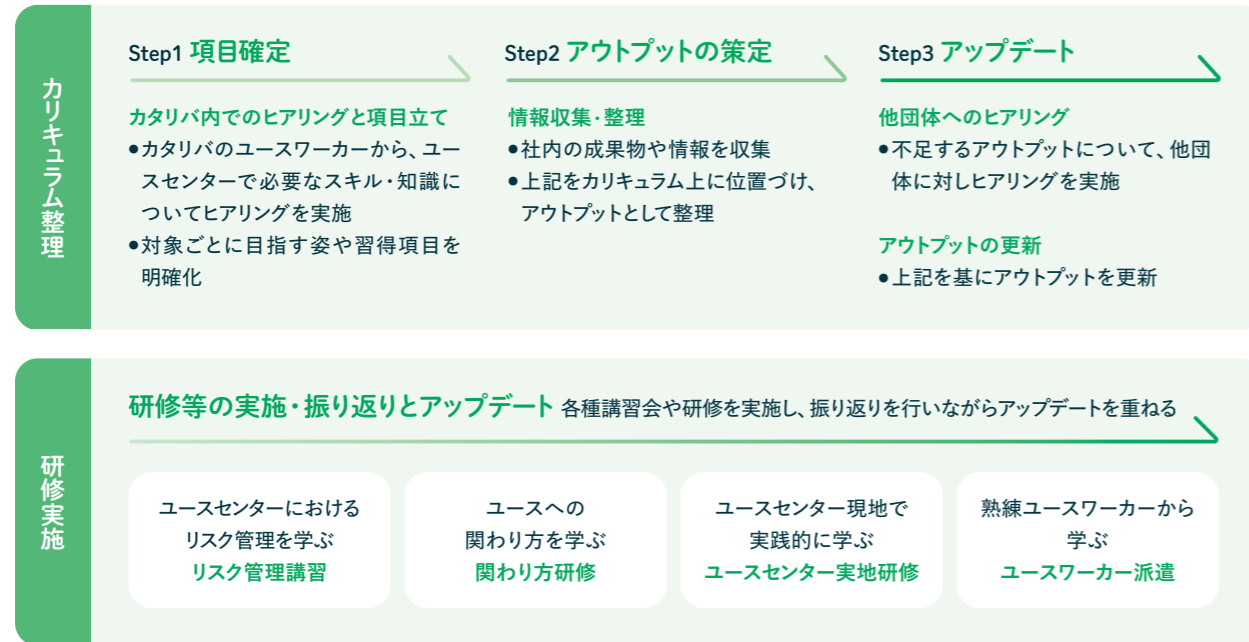 カリキュラム整理
Step1 項目確定
カタリバ内でのヒアリングと項目立て
●カタリバのユースワーカーから、ユー
スセンターで必要なスキル・知識に
ついてヒアリングを実施
●対象ごとに目指す姿や習得項目を
明確化
Step2 アウトプットの策定
情報収集・整理
●社内の成果物や情報を収集
●上記をカリキュラム上に位置づけ、
アウトプットとして整理
Step3 アップデート
他団体へのヒアリング
●不足するアウトプットについて、他団
体に対しヒアリングを実施
アウトプットの更新
●上記を基にアウトプットを更新
研修実施
研修等の実施・振り返りとアップデート 各種講習会や研修を実施し、振り返りを行いながらアップデートを重ねる
ユースセンターにおける
リスク管理を学ぶ
リスク管理講習
ユースへの
関わり方を学ぶ
関わり方研修
ユースセンター現地で
実践的に学ぶ
ユースセンター実地研修
熟練ユースワーカーから
学ぶ
ユースワーカー派遣